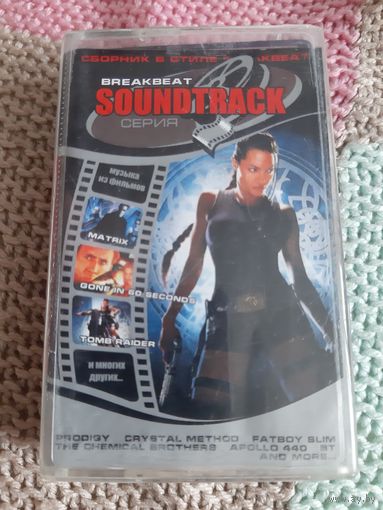 СБОРНИК В СТИЛЕ
BREAKBEAT
SOUNDTRACK
СЕРИЯ
музыка
из фильмов
MATRIX
GONE IN 60 SECONDS
TOMB RAIDER
и многих
других...
PRODIGY CRYSTAL METHOD FATBOY SLIM
THE CHEMICAL BROTHERS APOLLO 440 BT
AND MORE...